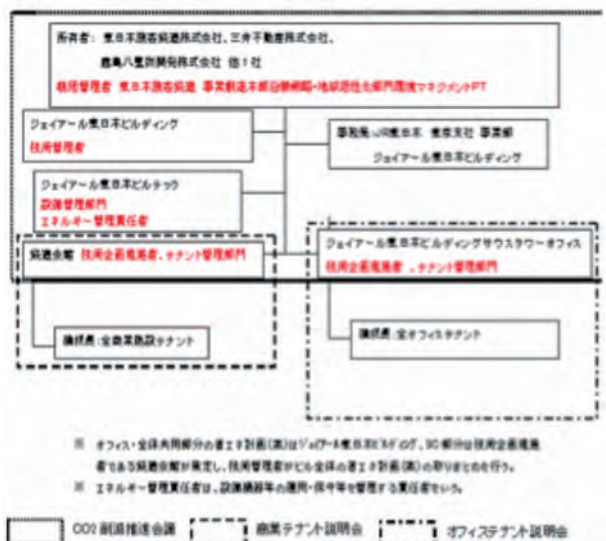 所有者: 東日本旅客鉄道株式会社、三井不動産株式会社、
鹿島八重洲開発株式会社 他1社
技術管理者 東日本旅客鉄道 事業創造本部 ・地域活性化部門環境マネジメントPT
ジェイアール東日本ビルディング
技術管理者
事務局:JR東日本 東京支社 事業部
ジェイアール東日本ビルディング
ジェイアール東日本ビルテック
設備管理部門
エネルギー管理責任者
鉄道会館 技術企画推進者、テナント管理部門
ジェイアール東日本ビルディングサウスタワーオフィス
技術企画推進者 、テナント管理部門
構成員:全商業施設テナント
構成員:全オフィステナント
※ オフィス・全体共用部分の省エネ計画(案)はジェイアール東日本ビルディング、SC部分は技術企画推進
者である鉄道会館が策定し、技術管理者がビル全体の省エネ計画(案)の取りまとめを行う。
※ エネルギー管理責任者は、設備機器等の運用・保守等を管理する責任者をいう。
CO2削減推進会議
商業テナント説明会
オフィステナント説明会